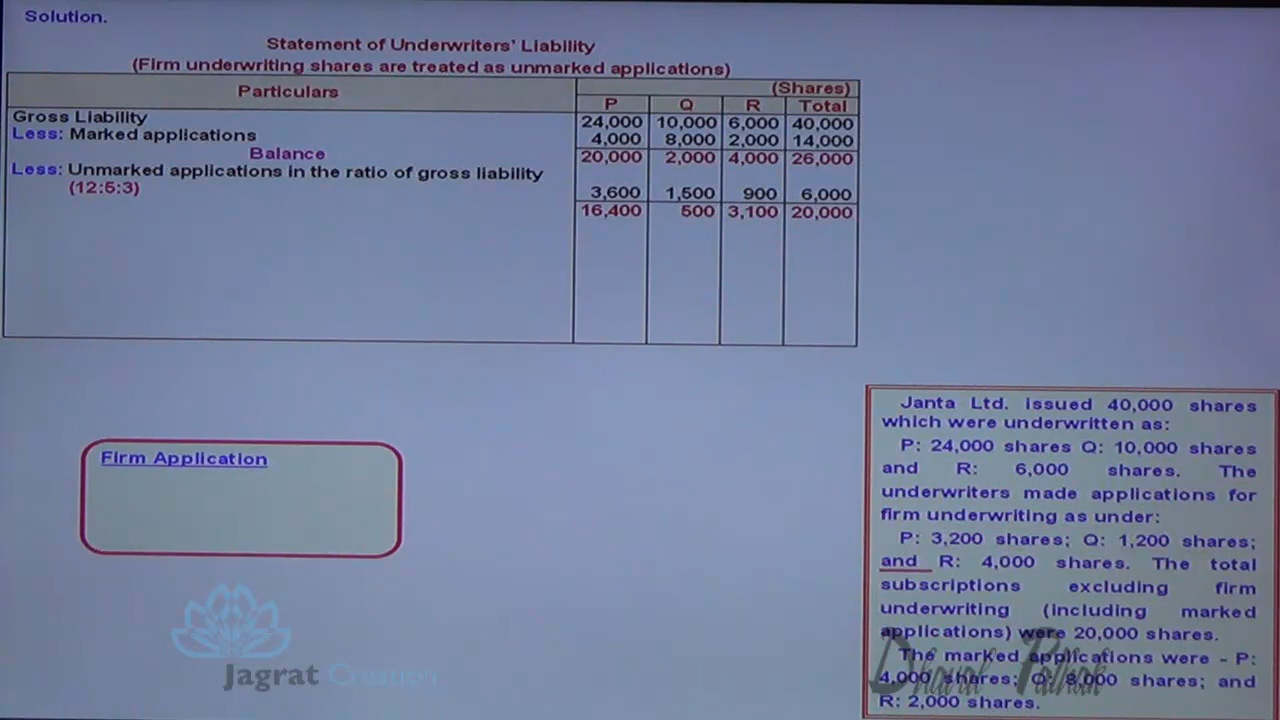 Solution.
Statement of Underwriters' Liability
(Firm underwriting shares are treated as unmarked applications)
Particulars (Shares)
P Q R Total
Gross Liability 24,000 10,000 6,000 40,000
Less: Marked applications 4,000 8,000 2,000 14,000
Balance 20,000 2,000 4,000 26,000
Less: Unmarked applications in the ratio of gross liability
(12:5:3) 3,600 1,500 900 6,000
16,400 500 3,100 20,000
Firm Application
Janta Ltd. issued 40,000 shares
which were underwritten as:
P: 24,000 shares Q: 10,000 shares
and R: 6,000 shares. The
underwriters made applications for
firm underwriting as under:
P: 3,200 shares; Q: 1,200 shares;
and R: 4,000 shares. The total
subscriptions excluding firm
underwriting (including marked
applications) were 20,000 shares.
The marked applications were - P:
4,000 shares; Q: 8,000 shares; and
R: 2,000 shares.
Jagrat Creation
Dhaval Pathak